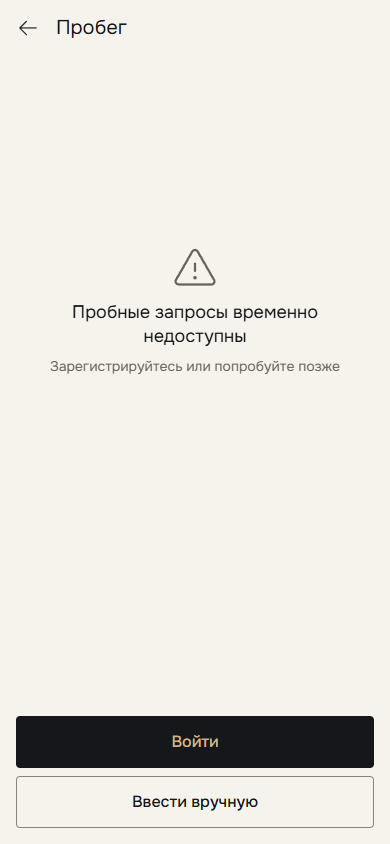 Пробег
Пробные запросы временно
недоступны
Зарегистрируйтесь или попробуйте позже
Войти
Ввести вручную